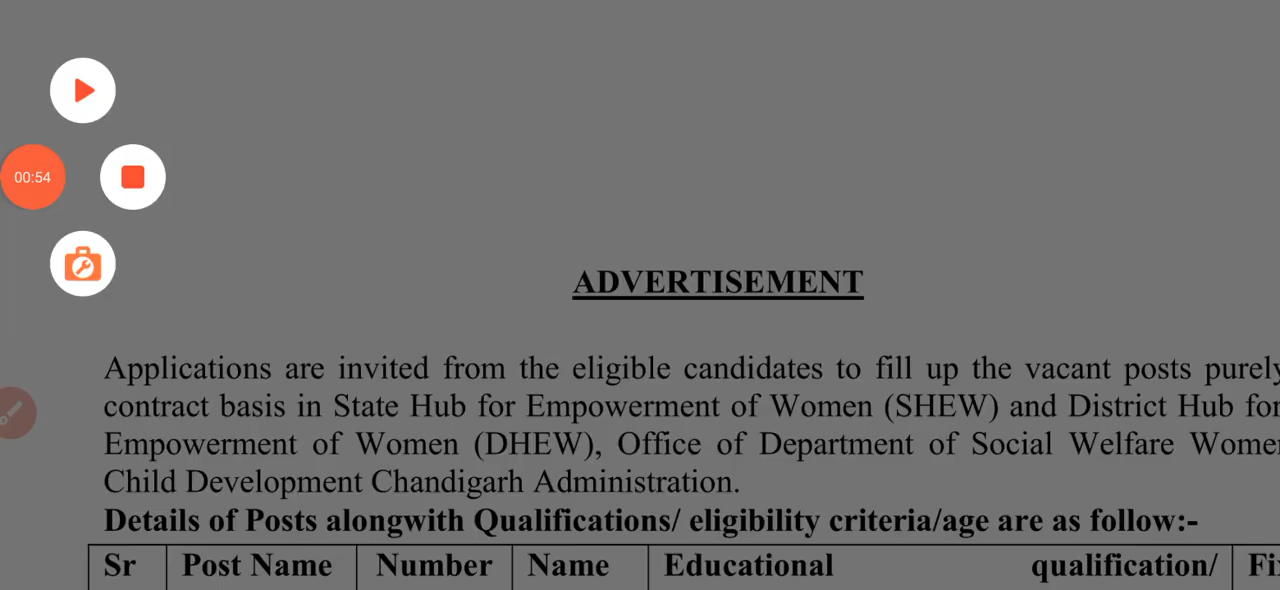 00:54
ADVERTISEMENT
Applications are invited from the eligible candidates to fill up the vacant posts purely
contract basis in State Hub for Empowerment of Women (SHEW) and District Hub for
Empowerment of Women (DHEW), Office of Department of Social Welfare Women
Child Development Chandigarh Administration.
Details of Posts alongwith Qualifications/ eligibility criteria/age are as follow:-
Sr Post Name Number Name Educational qualification/